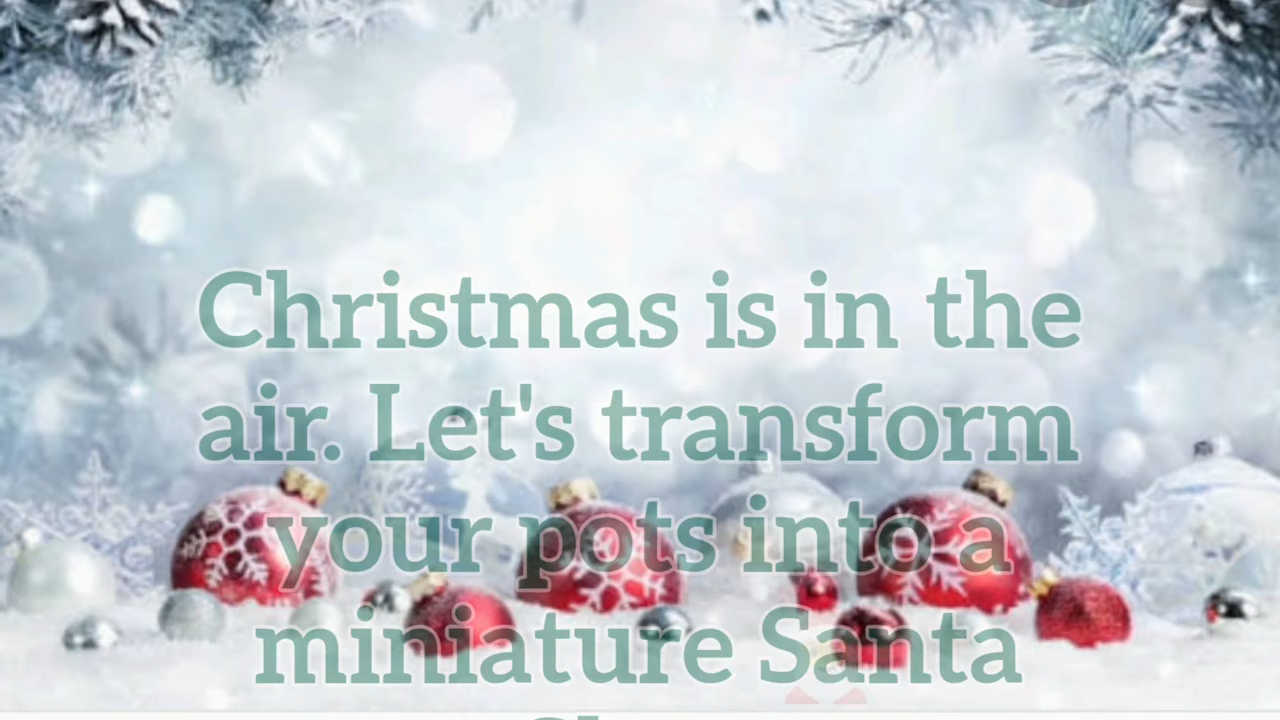 Christmas is in the
air. Let's transform
your pots into a
miniature Santa